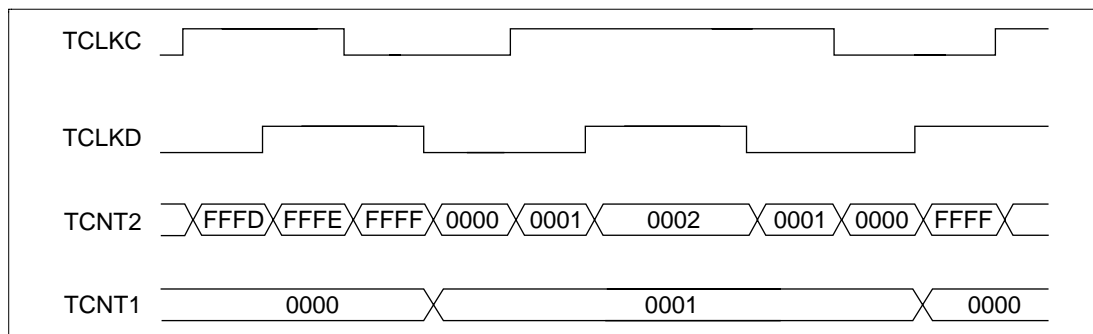 TCLKC
TCLKD
TCNT2 FFFD FFFE FFFF 0000 0001 0002 0001 0000 FFFF
TCNT1 0000 0001 0000